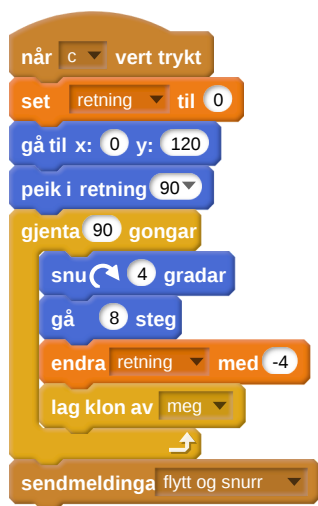 når c vert trykt
set retning til 0
gå til x: 0 y: 120
peik i retning 90
gjenta 90 gongar
snu 4 gradar
gå 8 steg
endra retning med -4
lag klon av meg
sendmeldinga flytt og snurr